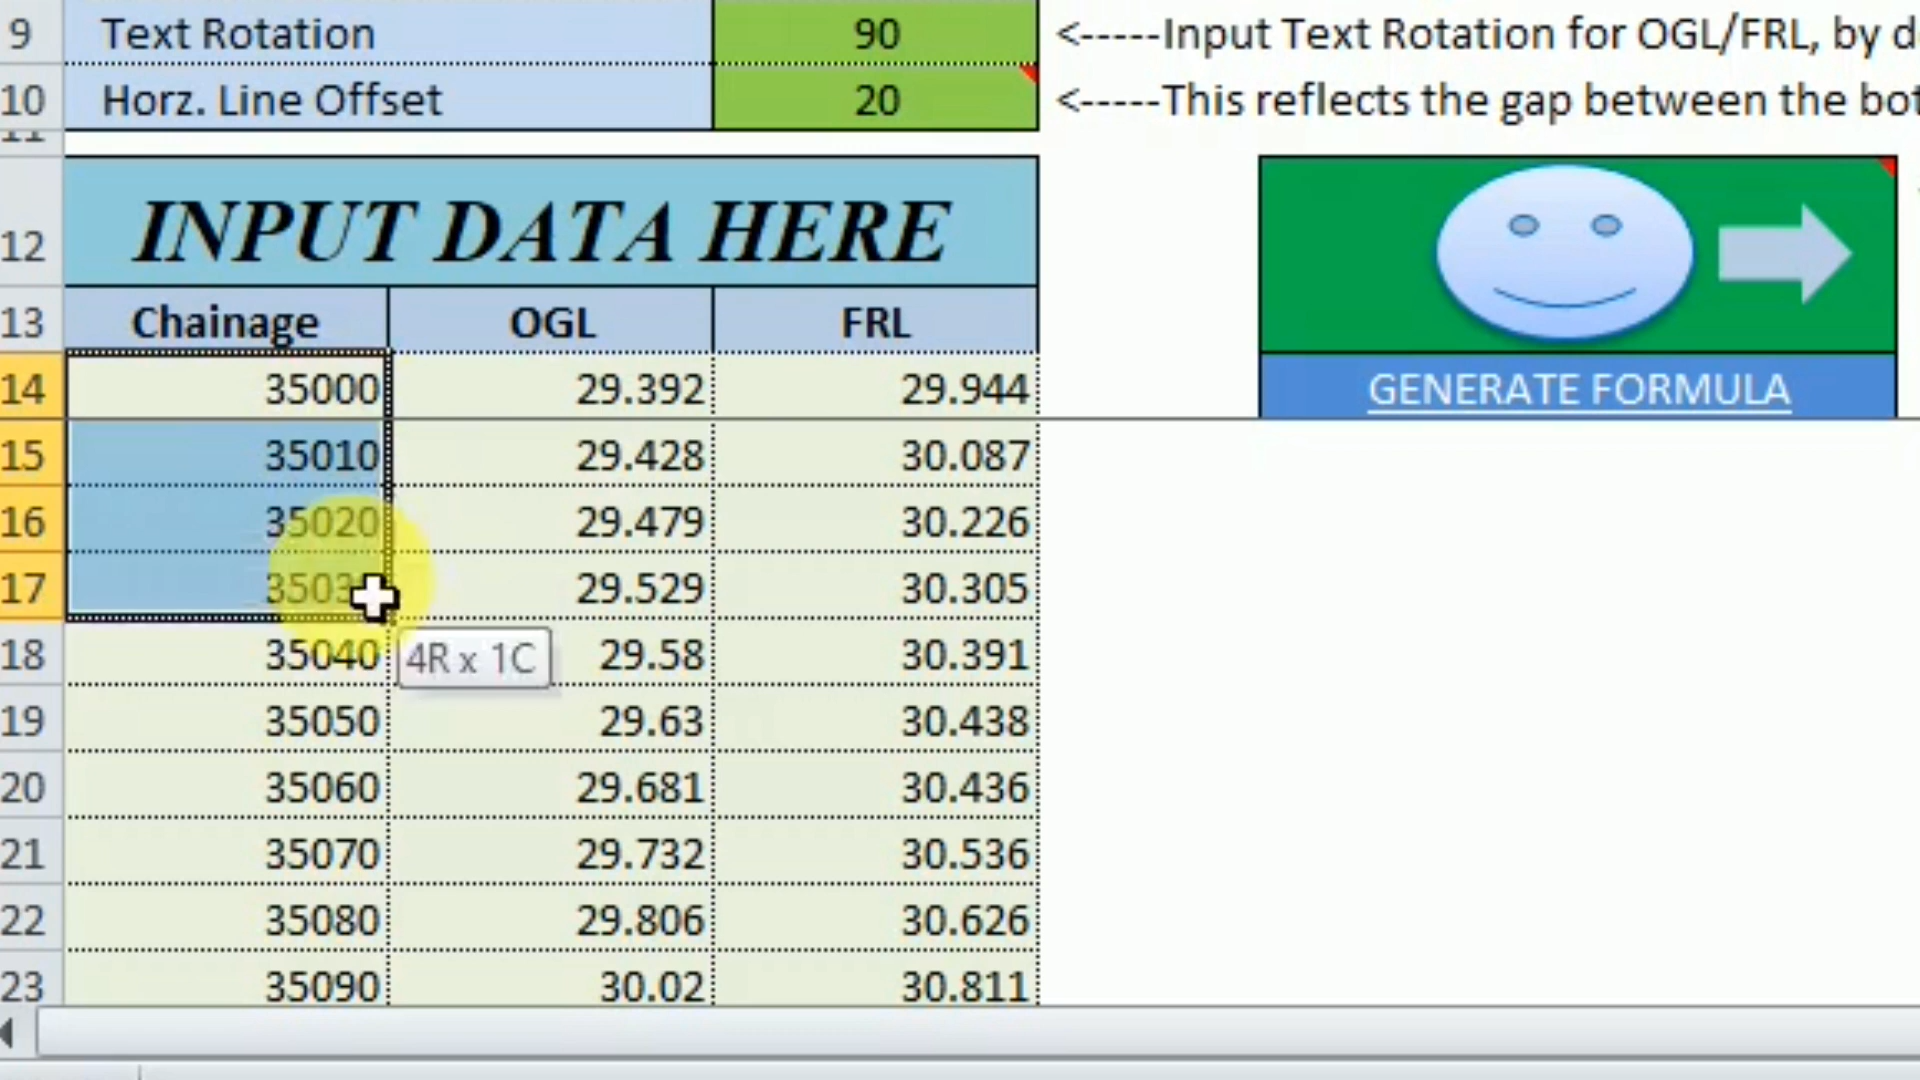 9 Text Rotation 90 <-----Input Text Rotation for OGL/FRL, by d
10 Horz. Line Offset 20 <-----This reflects the gap between the bot
11
12 INPUT DATA HERE
13 Chainage OGL FRL
14 35000 29.392 29.944 GENERATE FORMULA
15 35010 29.428 30.087
16 35020 29.479 30.226
17 29.529 30.305
18 35040 4R x 1C 29.58 30.391
19 35050 29.63 30.438
20 35060 29.681 30.436
21 35070 29.732 30.536
22 35080 29.806 30.626
23 35090 30.02 30.811